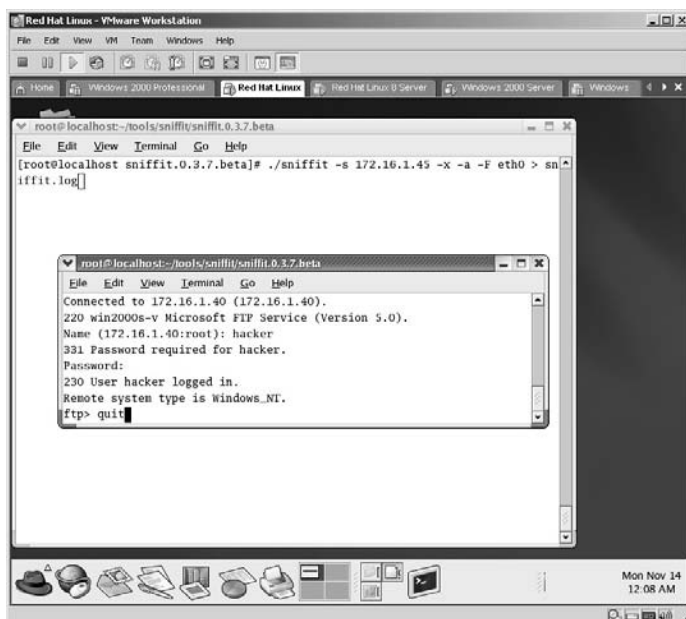 Red Hat Linux - VMware Workstation
File Edit View VM Team Windows Help
Home Windows 2000 Professional Red Hat Linux Red Hat Linux 8 Server Windows 2000 Server Windows
root@localhost:~/tools/sniffit/sniffit.0.3.7.beta
File Edit View Terminal Go Help
[root@localhost sniffit.0.3.7.beta]# ./sniffit -s 172.16.1.45 -x -a -F eth0 > sn
iffit.log
root@localhost:~/tools/sniffit/sniffit.0.3.7.beta
File Edit View Terminal Go Help
Connected to 172.16.1.40 (172.16.1.40).
220 win2000s-v Microsoft FTP Service (Version 5.0).
Name (172.16.1.40:root): hacker
331 Password required for hacker.
Password:
230 User hacker logged in.
Remote system type is Windows_NT.
ftp> quit
Mon Nov 14
12:08 AM